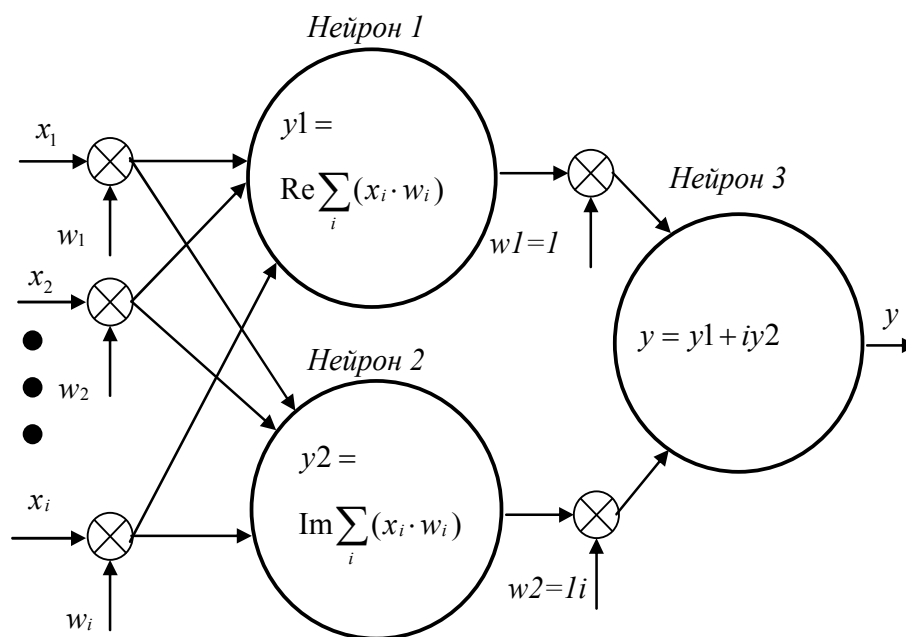 Нейрон 1
x₁
y1 =
Re∑ᵢ(xᵢ · wᵢ)
w₁
Нейрон 3
w1=1
x₂
w₂
y = y1 + iy2
y
Нейрон 2
y2 =
Im∑ᵢ(xᵢ · wᵢ)
xᵢ
w2=1i
wᵢ